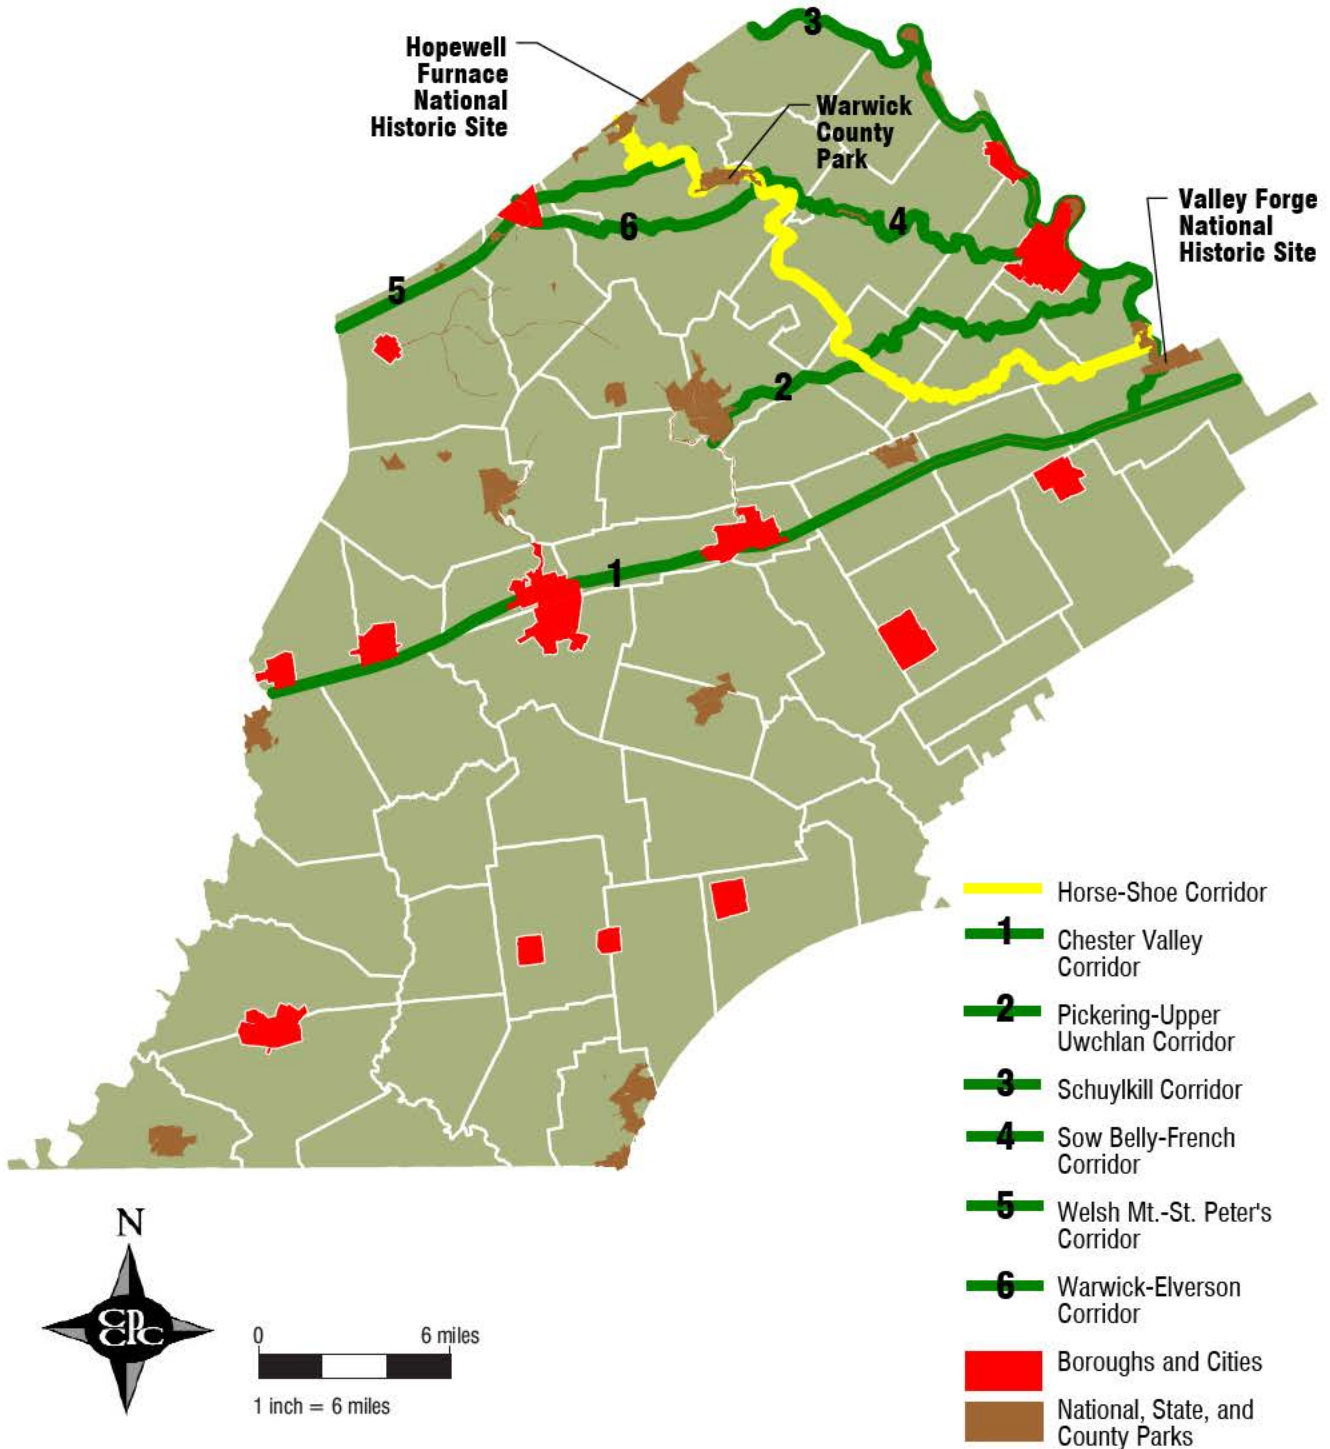 3
Hopewell
Furnace
National
Historic Site
Warwick
County
Park
Valley Forge
National
Historic Site
6
4
5
2
1
Horse-Shoe Corridor
1
Chester Valley
Corridor
2
Pickering-Upper
Uwchlan Corridor
3
Schuylkill Corridor
4
Sow Belly-French
Corridor
5
Welsh Mt.-St. Peter's
Corridor
6
Warwick-Elverson
Corridor
Boroughs and Cities
National, State, and
County Parks
N
CP
CPC
0 6 miles
1 inch = 6 miles